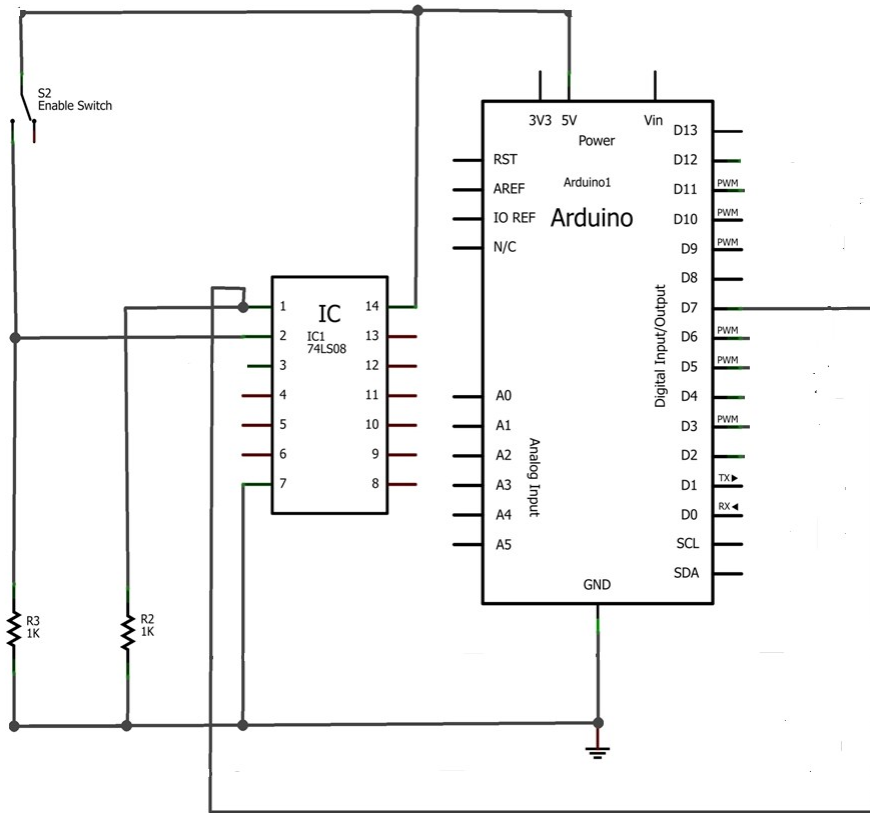 S2
Enable Switch
3V3 5V Vin
Power
Arduino1
Arduino
RST
AREF
IO REF
N/C
A0
A1
A2
A3
A4
A5
Analog Input
D13
D12
D11 PWM
D10 PWM
D9 PWM
D8
D7
D6 PWM
D5 PWM
D4
D3 PWM
D2
D1 TX▶
D0 RX◀
SCL
SDA
Digital Input/Output
GND
IC
IC1
74LS08
1 14
2 13
3 12
4 11
5 10
6 9
7 8
R3
1K
R2
1K